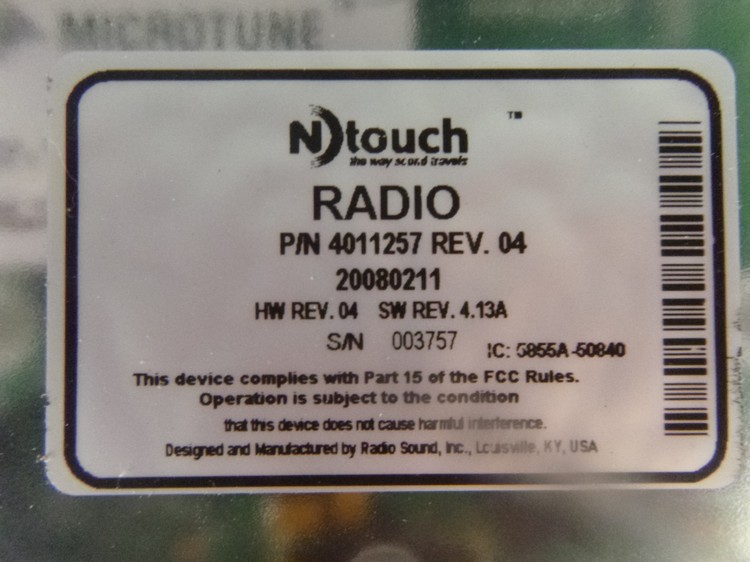 MICROTUNE
N)touch ™
the way sound travels
RADIO
P/N 4011257 REV. 04
20080211
HW REV. 04 SW REV. 4.13A
S/N 003757 IC: 5855A-50840
This device complies with Part 15 of the FCC Rules.
Operation is subject to the condition
that this device does not cause harmful interference.
Designed and Manufactured by Radio Sound, Inc., Louisville, KY, USA